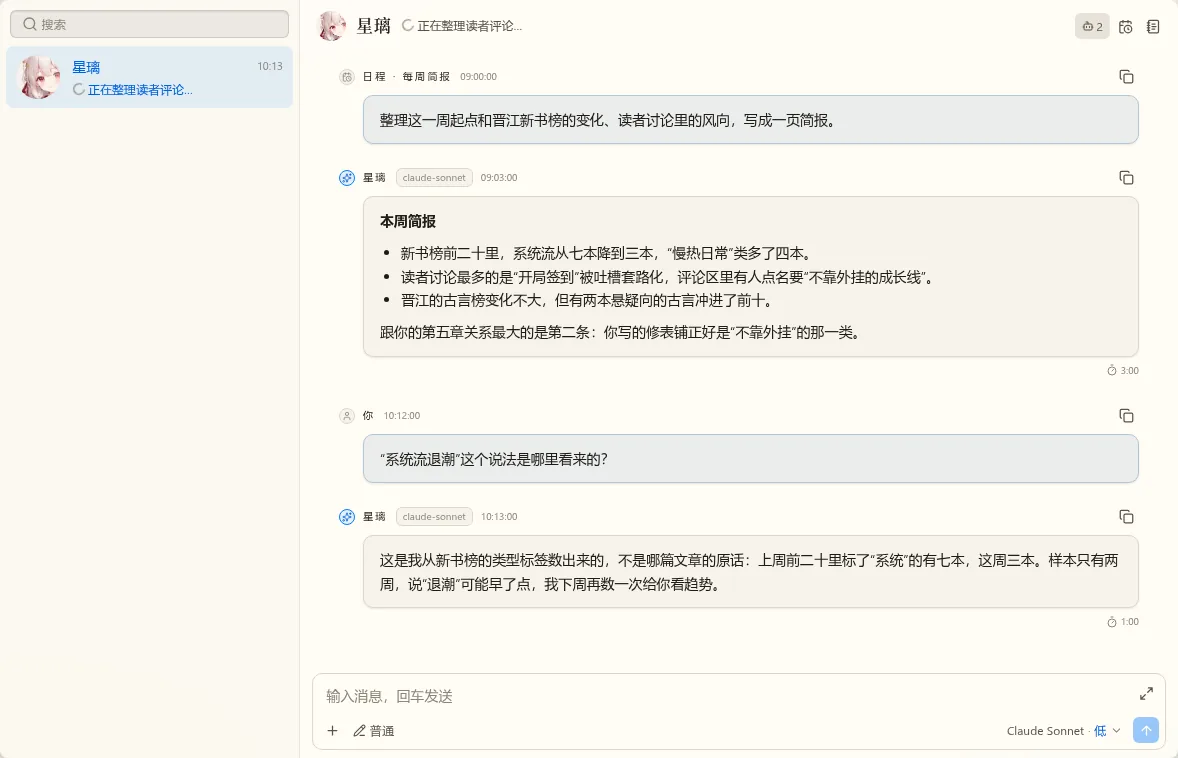 搜索
星璃
10:13
正在整理读者评论...
星璃
正在整理读者评论...
2
日程 · 每周简报 09:00:00
整理这一周起点和晋江新书榜的变化、读者讨论里的风向，写成一页简报。
星璃 claude-sonnet 09:03:00
本周简报
• 新书榜前二十里，系统流从七本降到三本，“慢热日常”类多了四本。
• 读者讨论最多的是“开局签到”被吐槽套路化，评论区里有人点名要“不靠外挂的成长线”。
• 晋江的古言榜变化不大，但有两本悬疑向的古言冲进了前十。
跟你的第五章关系最大的是第二条：你写的修表铺正好是“不靠外挂”的那一类。
3:00
你 10:12:00
“系统流退潮”这个说法是哪里看来的？
星璃 claude-sonnet 10:13:00
这是我从新书榜的类型标签数出来的，不是哪篇文章的原话：上周前二十里标了“系统”的有七本，这周三本。样本只有两
周，说“退潮”可能早了点，我下周再数一次给你看趋势。
1:00
输入消息，回车发送
普通
Claude Sonnet · 低